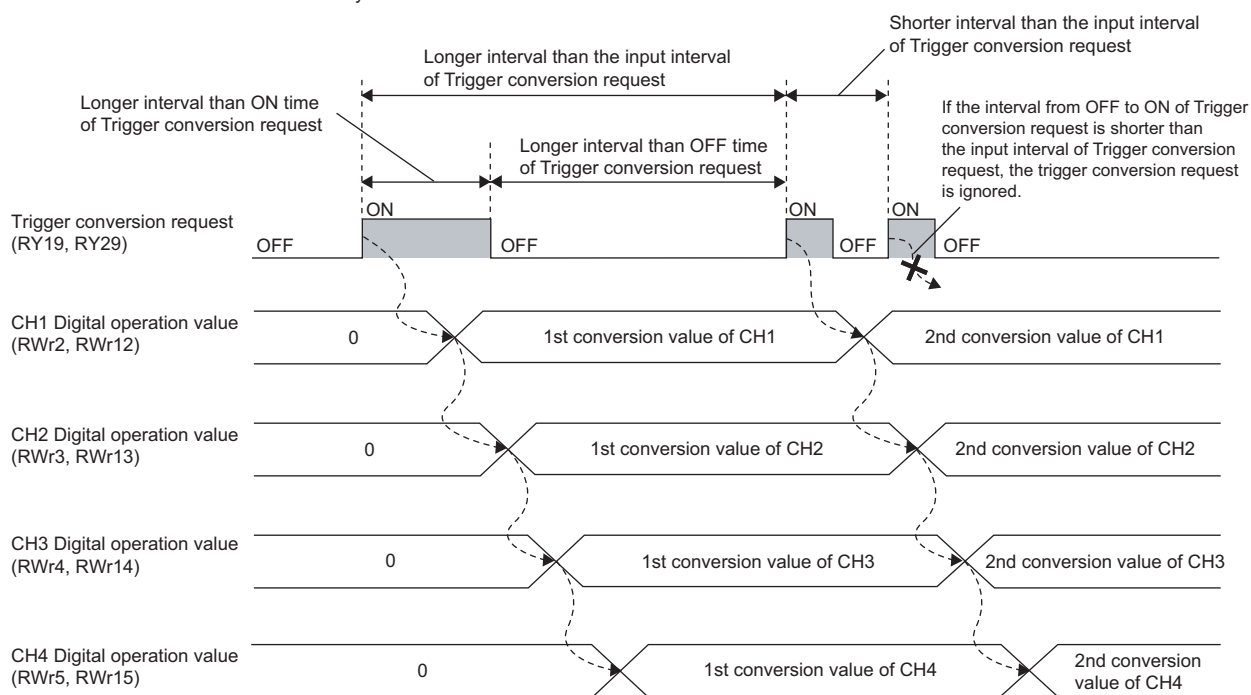 Shorter interval than the input interval
of Trigger conversion request
Longer interval than the input interval
of Trigger conversion request
Longer interval than ON time
of Trigger conversion request
If the interval from OFF to ON of Trigger
conversion request is shorter than
the input interval of Trigger conversion
request, the trigger conversion request
is ignored.
Longer interval than OFF time
of Trigger conversion request
Trigger conversion request
(RY19, RY29)
OFF
ON
OFF
ON
OFF
ON
OFF
CH1 Digital operation value
(RWr2, RWr12)
0
1st conversion value of CH1
2nd conversion value of CH1
CH2 Digital operation value
(RWr3, RWr13)
0
1st conversion value of CH2
2nd conversion value of CH2
CH3 Digital operation value
(RWr4, RWr14)
0
1st conversion value of CH3
2nd conversion value of CH3
CH4 Digital operation value
(RWr5, RWr15)
0
1st conversion value of CH4
2nd conversion
value of CH4